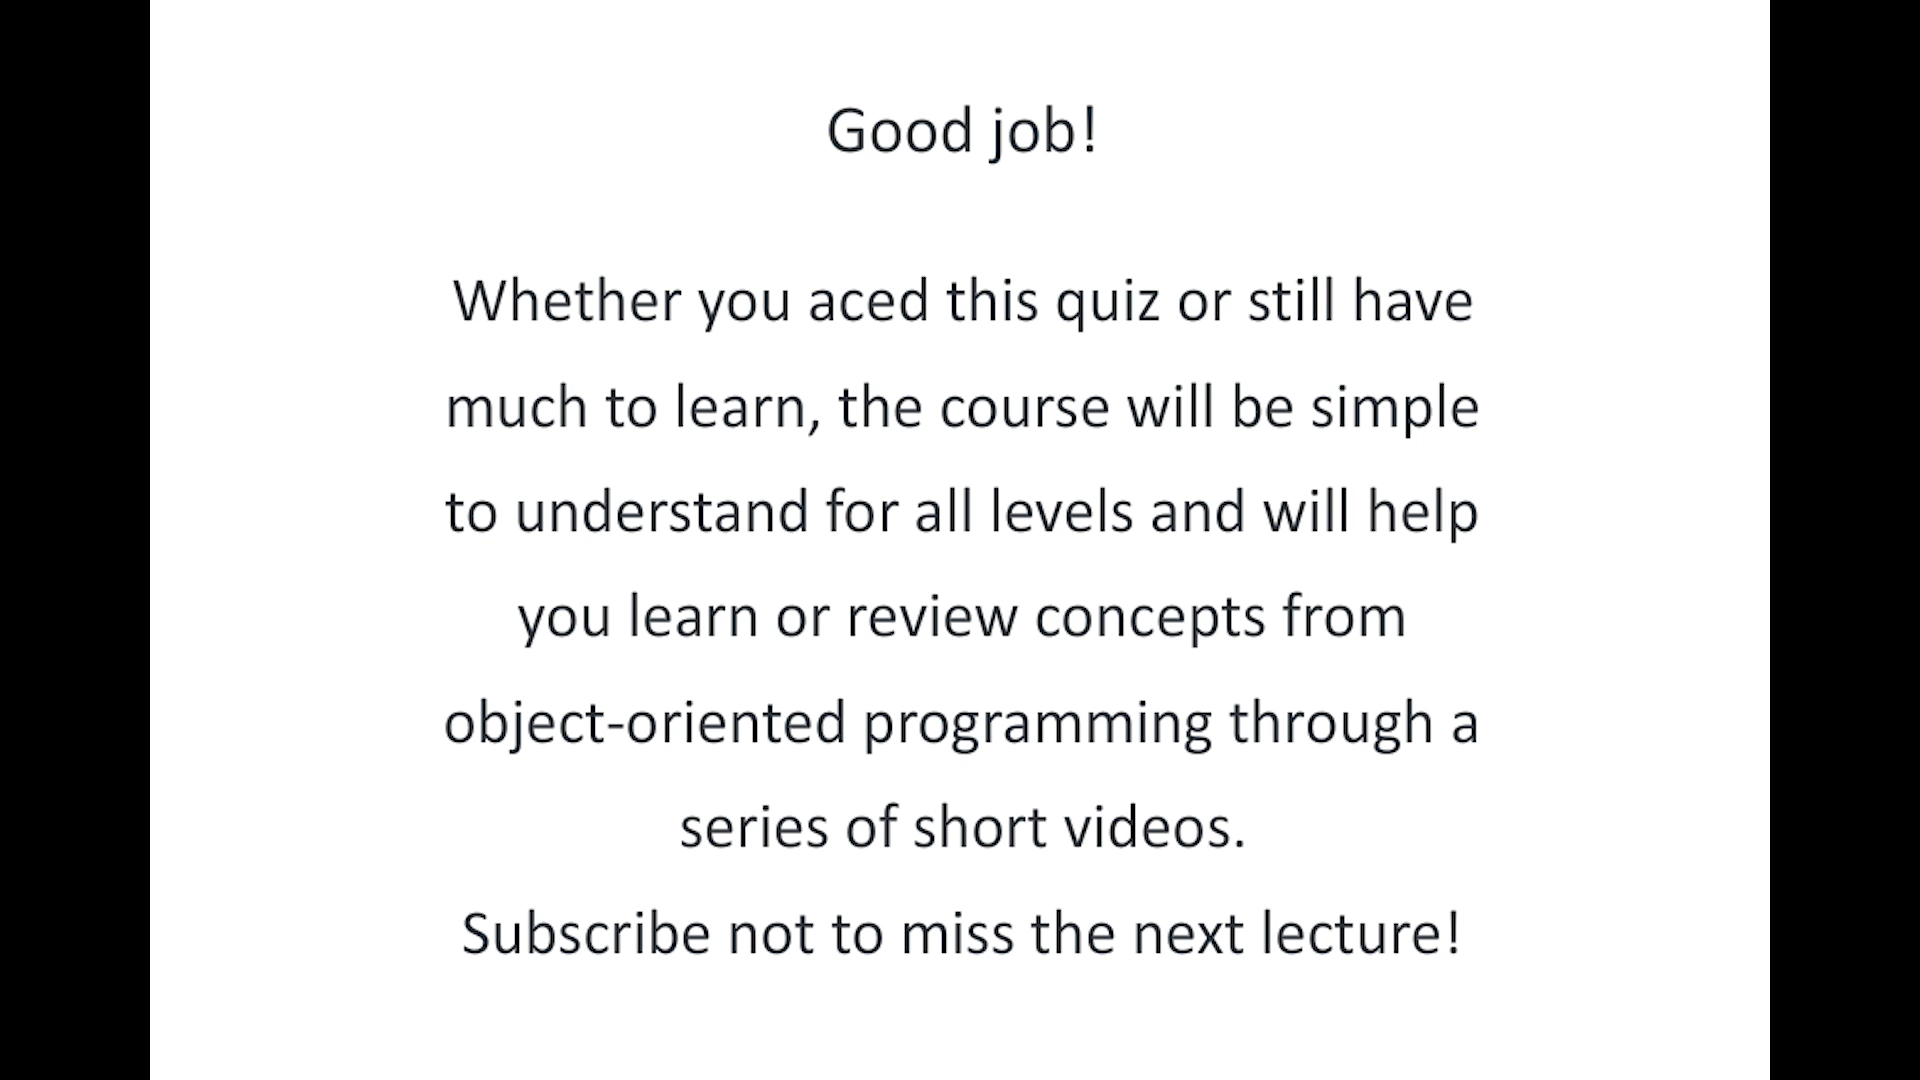 Good job!
Whether you aced this quiz or still have
much to learn, the course will be simple
to understand for all levels and will help
you learn or review concepts from
object-oriented programming through a
series of short videos.
Subscribe not to miss the next lecture!